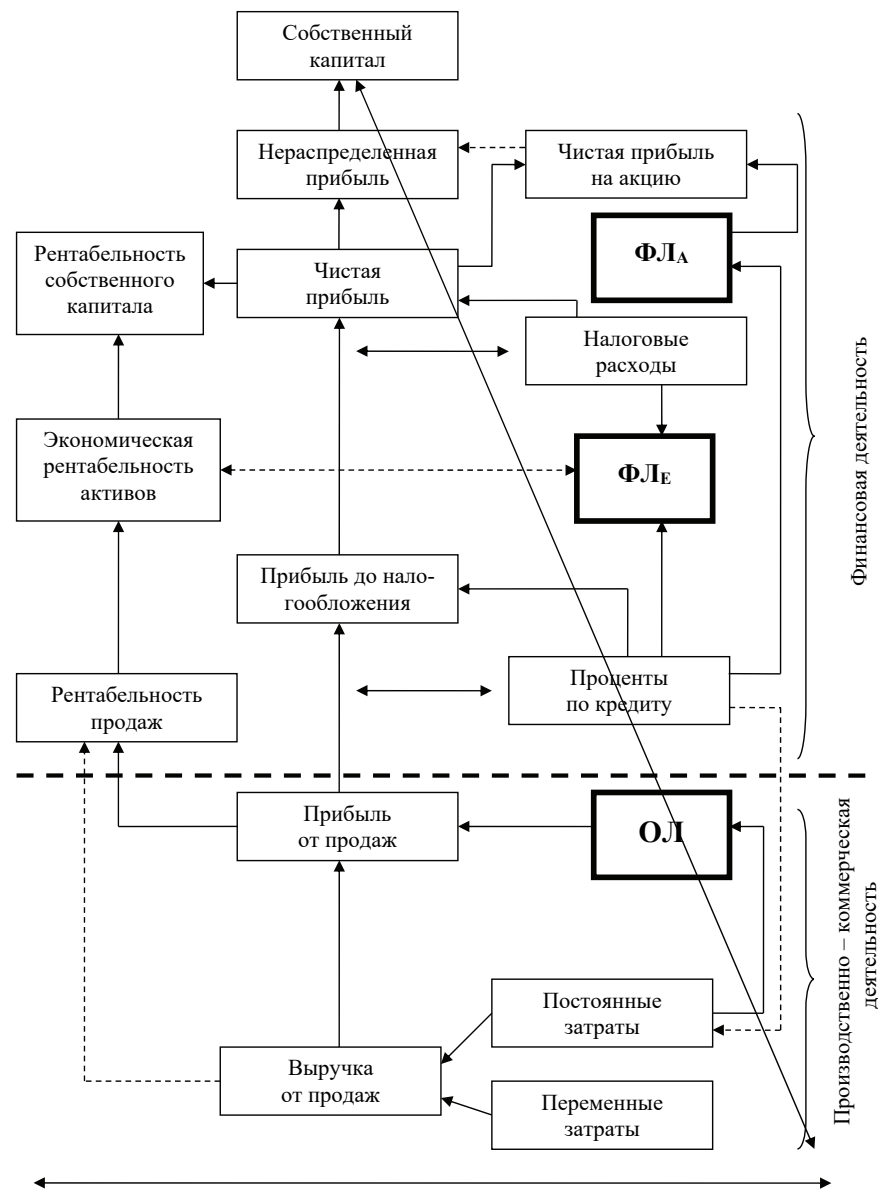 Собственный
капитал
Нераспределенная
прибыль
Чистая прибыль
на акцию
ФЛА
Рентабельность
собственного
капитала
Чистая
прибыль
Налоговые
расходы
Экономическая
рентабельность
активов
ФЛЕ
Финансовая деятельность
Прибыль до нало-
гообложения
Проценты
по кредиту
Рентабельность
продаж
Прибыль
от продаж
ОЛ
Производственно – коммерческая
деятельность
Постоянные
затраты
Выручка
от продаж
Переменные
затраты